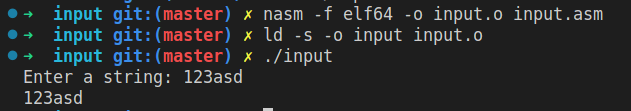 ➜  input git:(master) ✗ nasm -f elf64 -o input.o input.asm
➜  input git:(master) ✗ ld -s -o input input.o
➜  input git:(master) ✗ ./input
Enter a string: 123asd
123asd